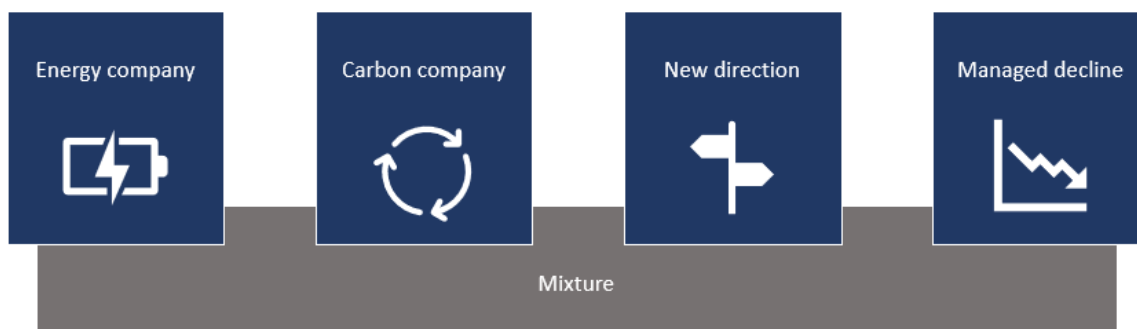 Energy company
Carbon company
New direction
Managed decline
Mixture